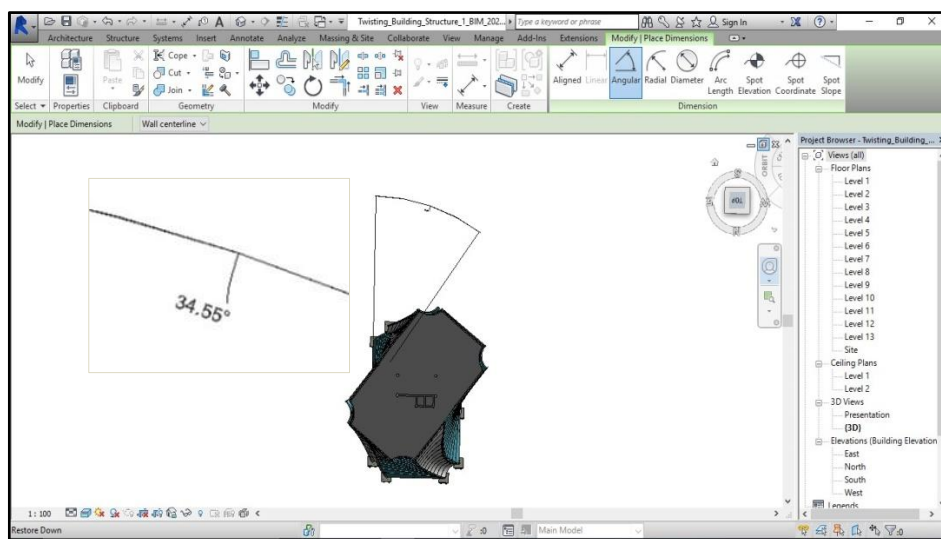 Twisting_Building_Structure_1_BIM_202...
Type a keyword or phrase
Sign In
Architecture Structure Systems Insert Annotate Analyze Massing & Site Collaborate View Manage Add-Ins Extensions Modify | Place Dimensions
Modify
Paste
Cope
Cut
Join
Aligned Linear Angular Radial Diameter Arc Length Spot Elevation Spot Coordinate Spot Slope
Select Properties Clipboard Geometry Modify View Measure Create Dimension
Modify | Place Dimensions Wall centerline
Project Browser - Twisting_Building_...
Views (all)
Floor Plans
Level 1
Level 2
Level 3
Level 4
Level 5
Level 6
Level 7
Level 8
Level 9
Level 10
Level 11
Level 12
Level 13
Site
Ceiling Plans
Level 1
Level 2
3D Views
Presentation
{3D}
Elevations (Building Elevation
East
North
South
West
Legends
ORBIT
TOP
34.55°
1 : 100
Restore Down
:0
Main Model
:0